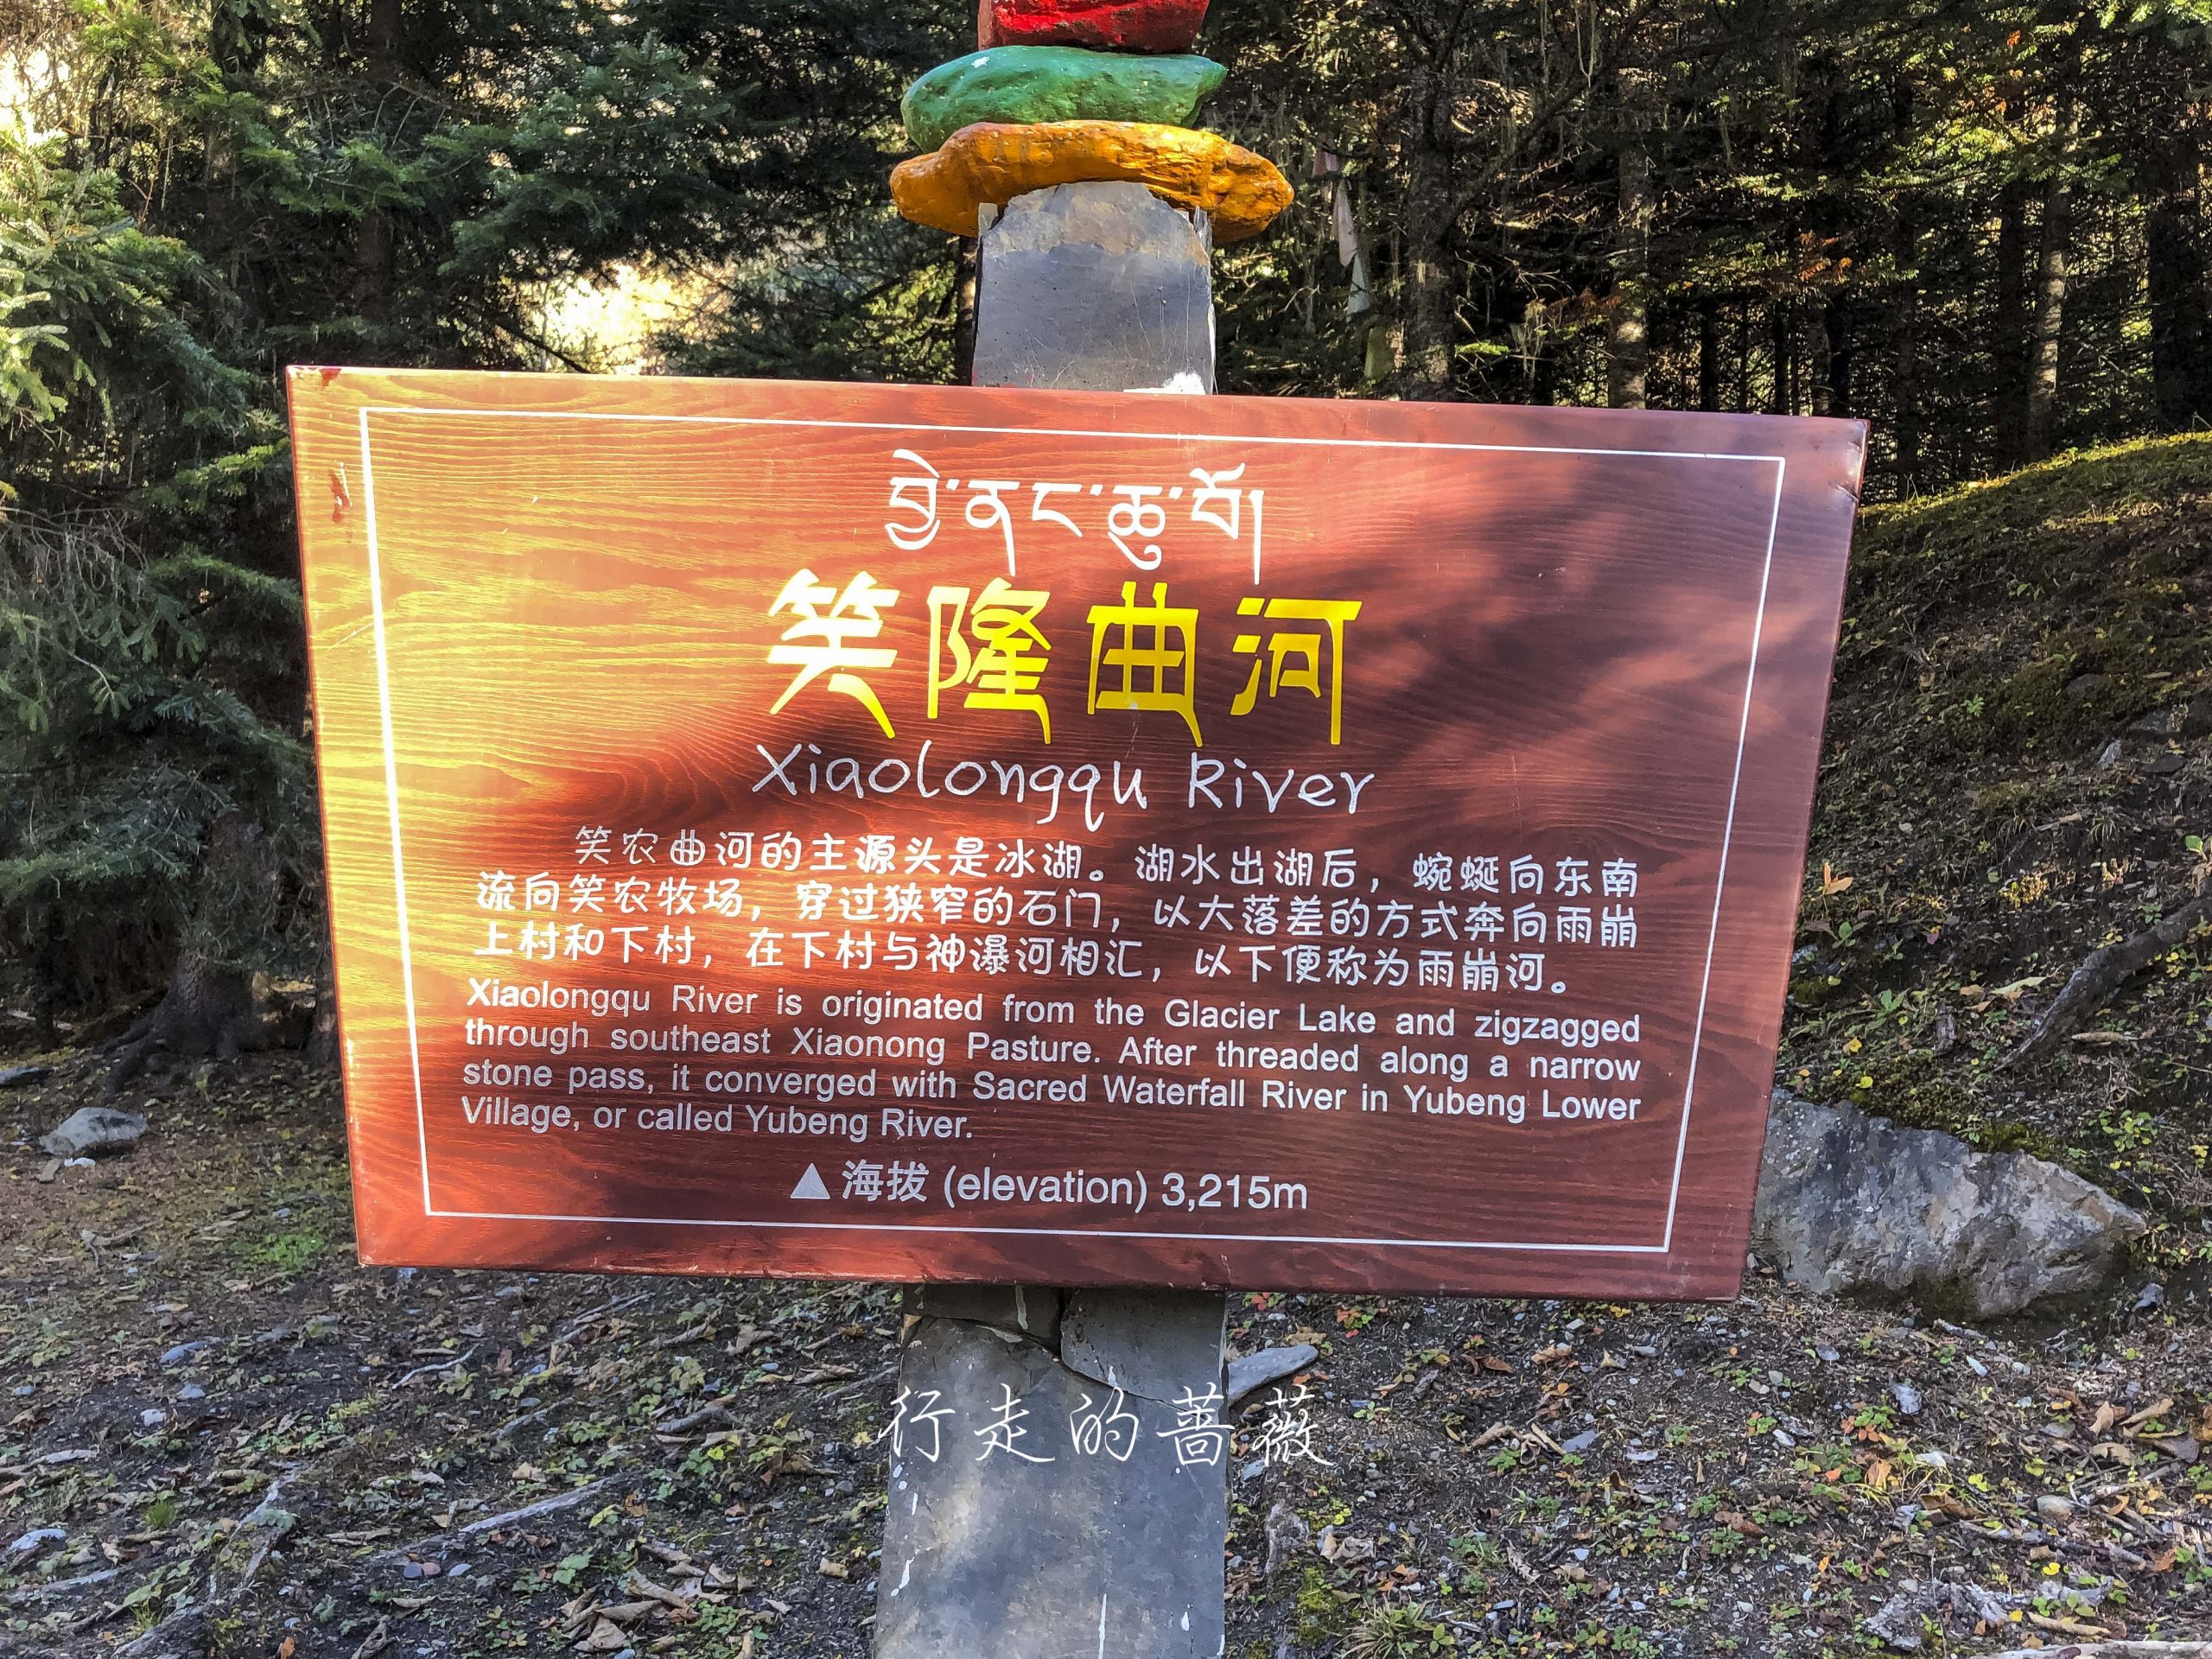 བྱེ་ནང་ཆུ་བོ།
笑隆曲河
Xiaolongqu River
笑农曲河的主源头是冰湖。湖水出湖后，蜿蜒向东南
流向笑农牧场，穿过狭窄的石门，以大落差的方式奔向雨崩
上村和下村，在下村与神瀑河相汇，以下便称为雨崩河。
Xiaolongqu River is originated from the Glacier Lake and zigzagged
through southeast Xiaonong Pasture. After threaded along a narrow
stone pass, it converged with Sacred Waterfall River in Yubeng Lower
Village, or called Yubeng River.
▲海拔 (elevation) 3,215m
行走的蔷薇